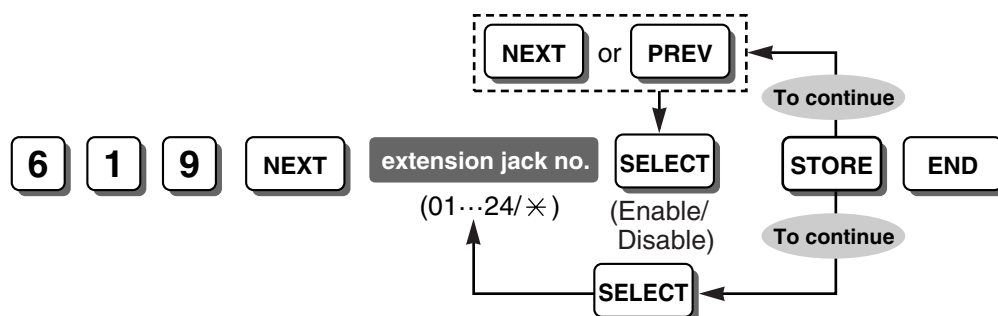 NEXT or PREV
To continue
6 1 9 NEXT extension jack no. SELECT STORE END
(01···24/✳)
(Enable/
Disable)
To continue
SELECT